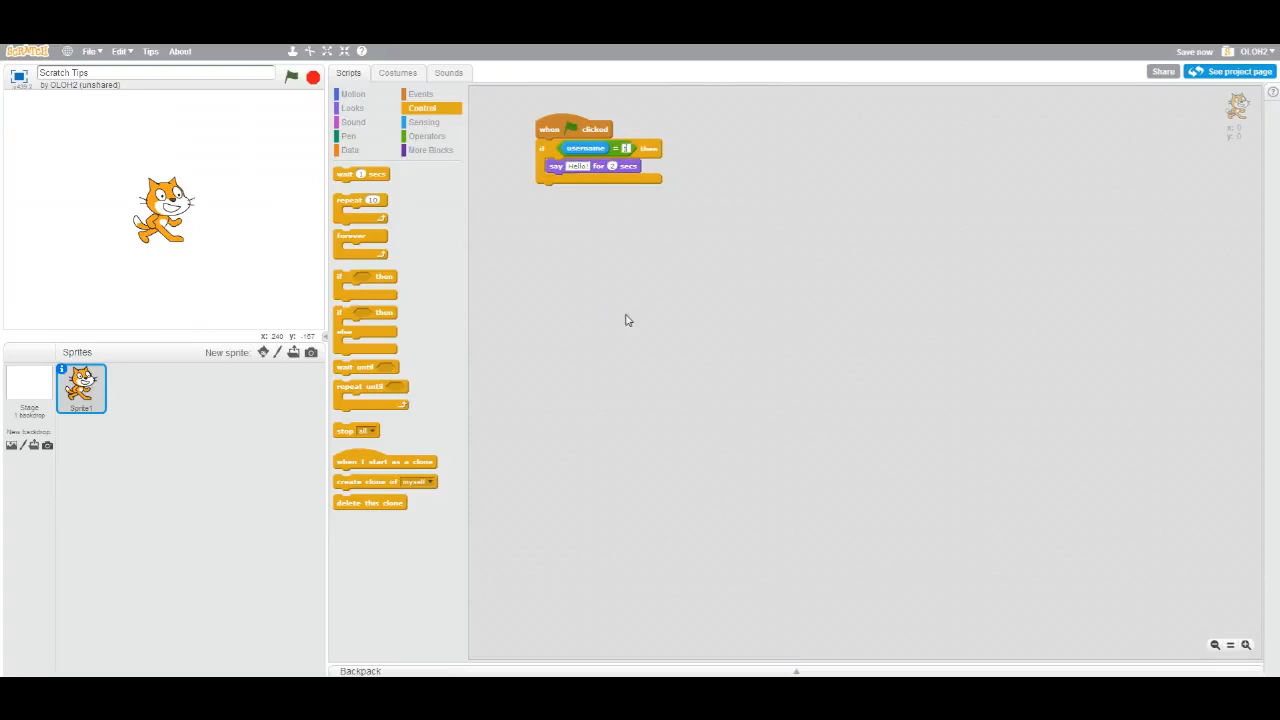 SCRATCH File Edit Tips About Save now OLOH2
Scratch Tips
by OLOH2 (unshared)
Scripts Costumes Sounds
Share See project page
Motion Events
Looks Control
Sound Sensing
Pen Operators
Data More Blocks
wait 1 secs
repeat 10
forever
if then
if then
else
wait until
repeat until
stop all
when I start as a clone
create clone of myself
delete this clone
when clicked
if username = then
say Hello! for 2 secs
x: 0
y: 0
x: 240 y: -167
Sprites New sprite:
Stage
1 backdrop
New backdrop:
Sprite1
Backpack